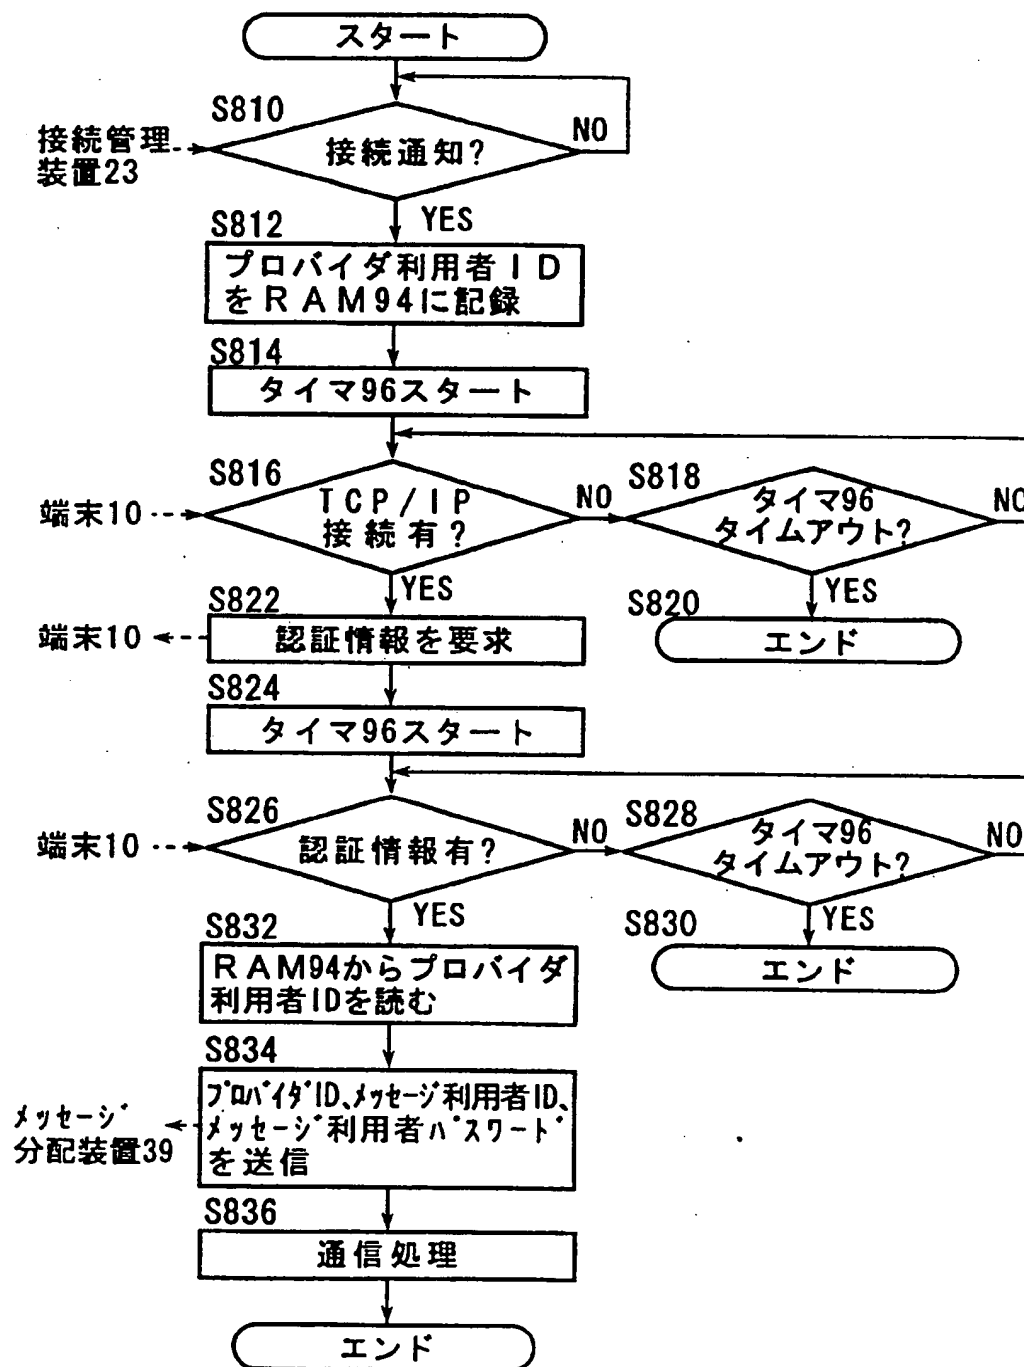 スタート
S810
接続管理
装置23
接続通知?
NO
YES
S812
プロバイダ利用者ID
をRAM94に記録
S814
タイマ96スタート
S816
端末10
TCP/IP
接続有?
NO
S818
タイマ96
タイムアウト?
NO
YES
YES
S820
エンド
S822
端末10
認証情報を要求
S824
タイマ96スタート
S826
端末10
認証情報有?
NO
S828
タイマ96
タイムアウト?
NO
YES
YES
S830
エンド
S832
RAM94からプロバイダ
利用者IDを読む
S834
プロバイダID、メッセージ利用者ID、
メッセージ利用者パスワード
を送信
メッセージ
分配装置39
S836
通信処理
エンド